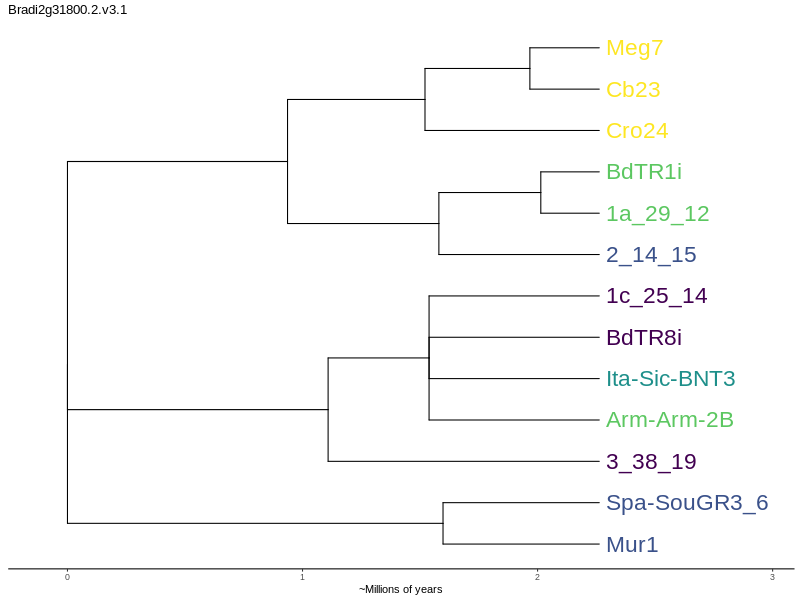 Bradi2g31800.2.v3.1
Meg7
Cb23
Cro24
BdTR1i
1a_29_12
2_14_15
1c_25_14
BdTR8i
Ita-Sic-BNT3
Arm-Arm-2B
3_38_19
Spa-SouGR3_6
Mur1
0 1 2 3
~Millions of years